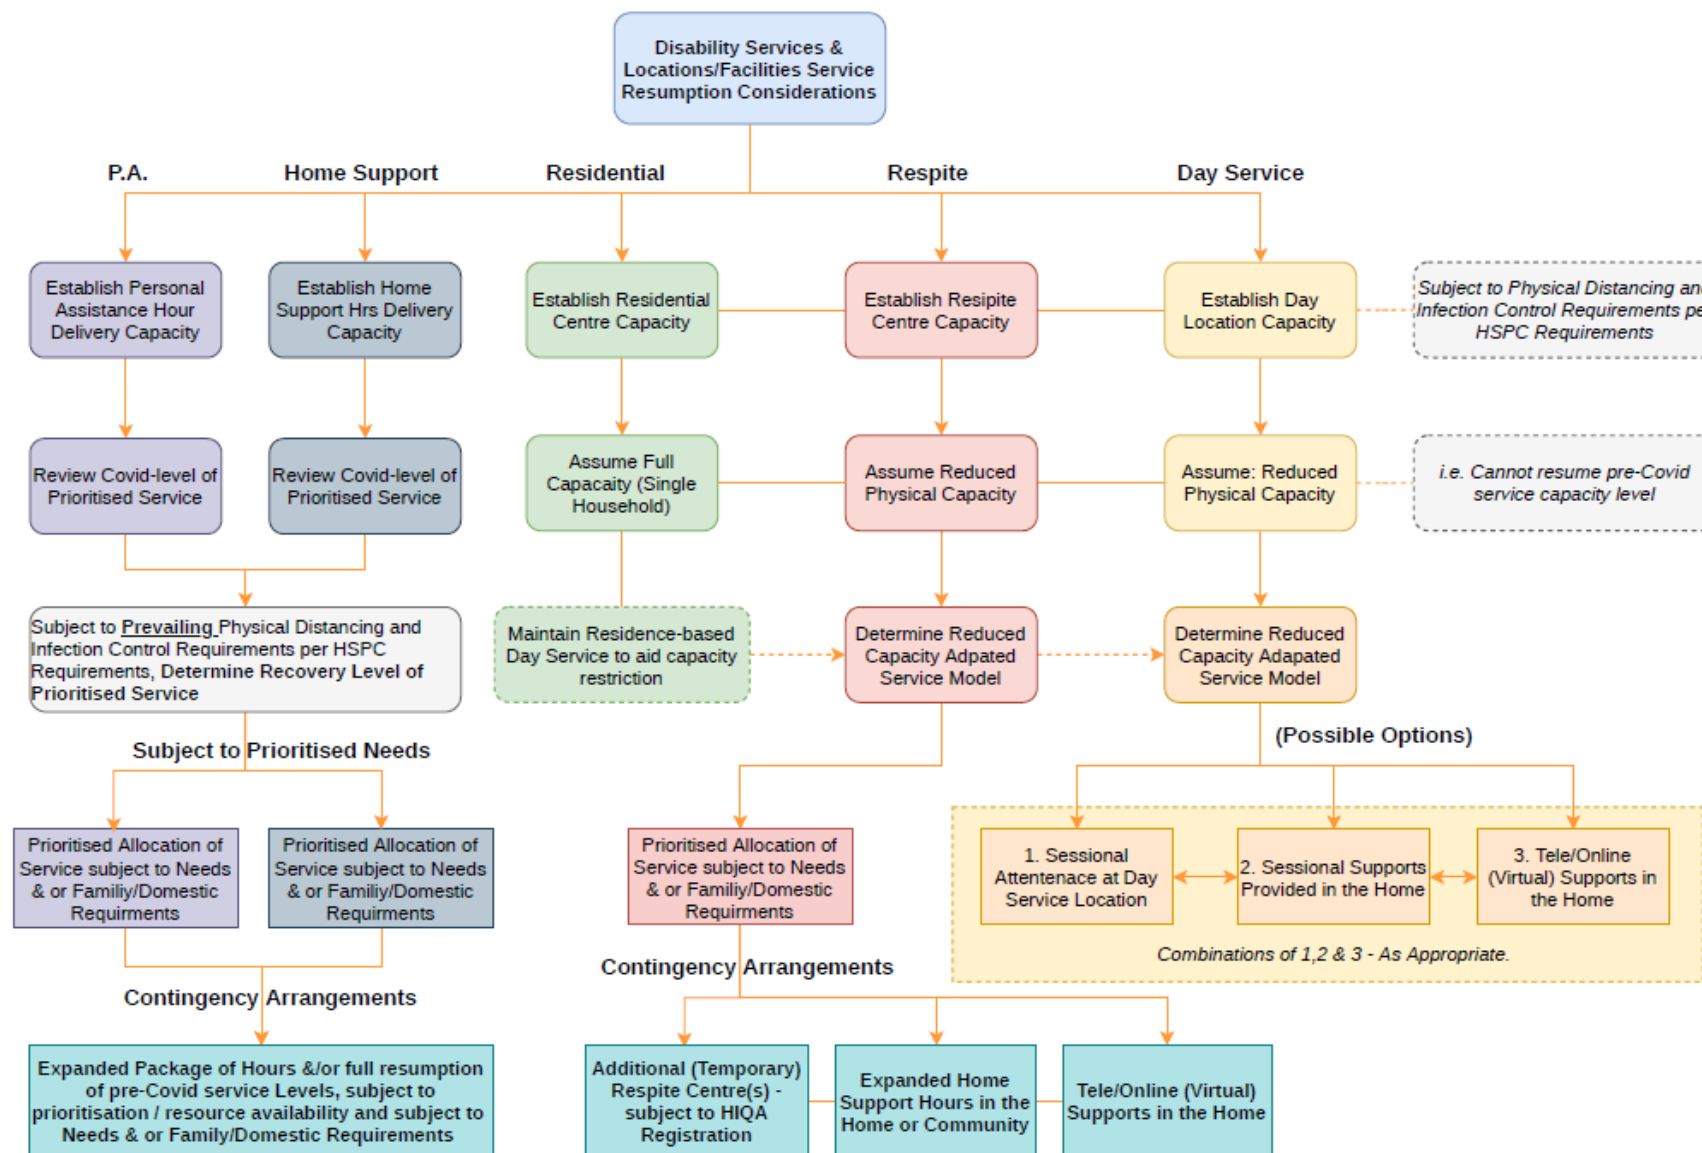 Disability Services &
Locations/Facilities Service
Resumption Considerations
P.A.
Home Support
Residential
Respite
Day Service
Establish Personal
Assistance Hour
Delivery Capacity
Establish Home
Support Hrs Delivery
Capacity
Establish Residential
Centre Capacity
Establish Resipite
Centre Capacity
Establish Day
Location Capacity
Subject to Physical Distancing and
Infection Control Requirements pe
HSPC Requirements
Review Covid-level of
Prioritised Service
Review Covid-level of
Prioritised Service
Assume Full
Capacaity (Single
Household)
Assume Reduced
Physical Capacity
Assume: Reduced
Physical Capacity
i.e. Cannot resume pre-Covid
service capacity level
Subject to Prevailing Physical Distancing and
Infection Control Requirements per HSPC
Requirements, Determine Recovery Level of
Prioritised Service
Maintain Residence-based
Day Service to aid capacity
restriction
Determine Reduced
Capacity Adpated
Service Model
Determine Reduced
Capacity Adapated
Service Model
Subject to Prioritised Needs
(Possible Options)
Prioritised Allocation of
Service subject to Needs
& or Familiy/Domestic
Requirments
Prioritised Allocation of
Service subject to Needs
& or Familiy/Domestic
Requirments
Prioritised Allocation of
Service subject to Needs
& or Familiy/Domestic
Requirments
1. Sessional
Attentenace at Day
Service Location
2. Sessional Supports
Provided in the Home
3. Tele/Online
(Virtual) Supports in
the Home
Combinations of 1,2 & 3 - As Appropriate.
Contingency Arrangements
Contingency Arrangements
Expanded Package of Hours &/or full resumption
of pre-Covid service Levels, subject to
prioritisation / resource availability and subject to
Needs & or Family/Domestic Requirements
Additional (Temporary)
Respite Centre(s) -
subject to HIQA
Registration
Expanded Home
Support Hours in the
Home or Community
Tele/Online (Virtual)
Supports in the Home